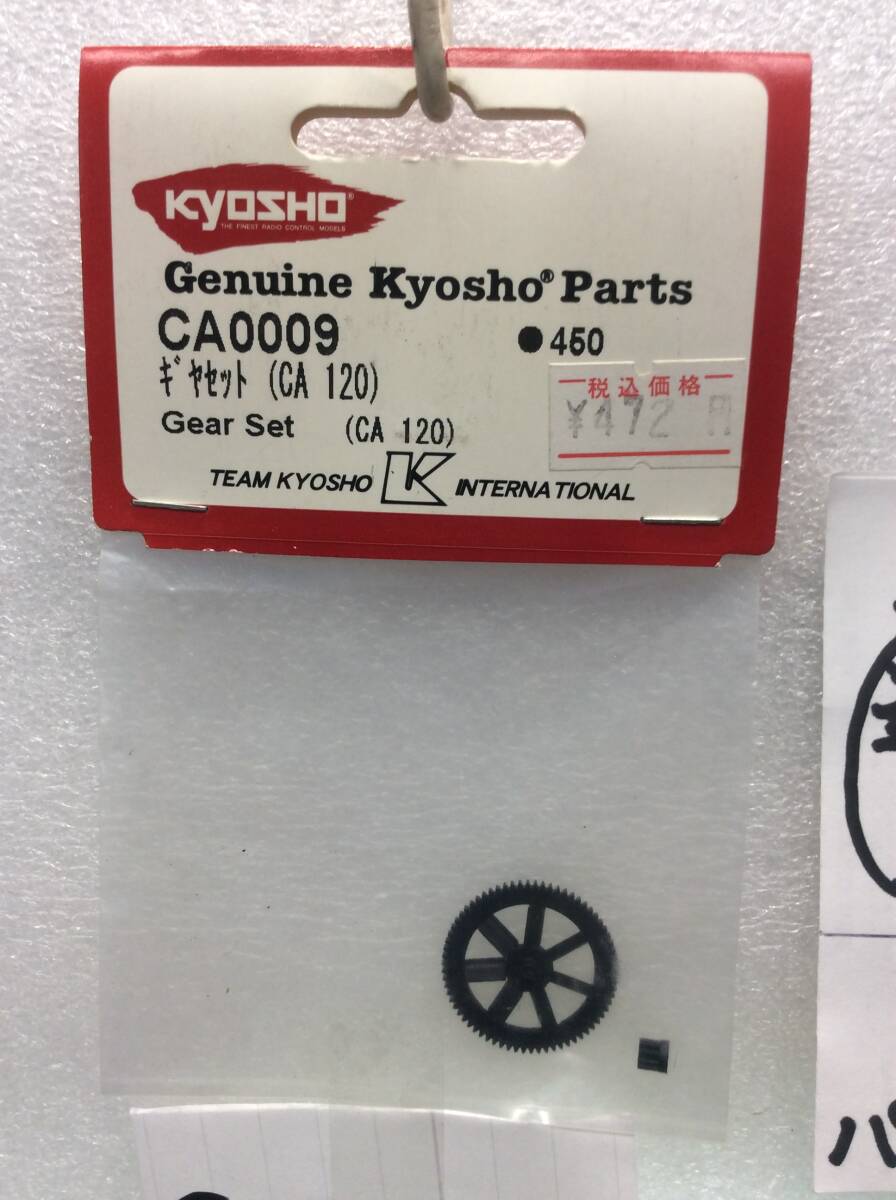 KYOSHO®
THE FINEST RADIO CONTROL MODELS
Genuine Kyosho® Parts
CA0009 ●450
ｷﾞﾔｾｯﾄ (CA 120)
Gear Set (CA 120)
税込価格
¥472 円
TEAM KYOSHO K INTERNATIONAL
パ